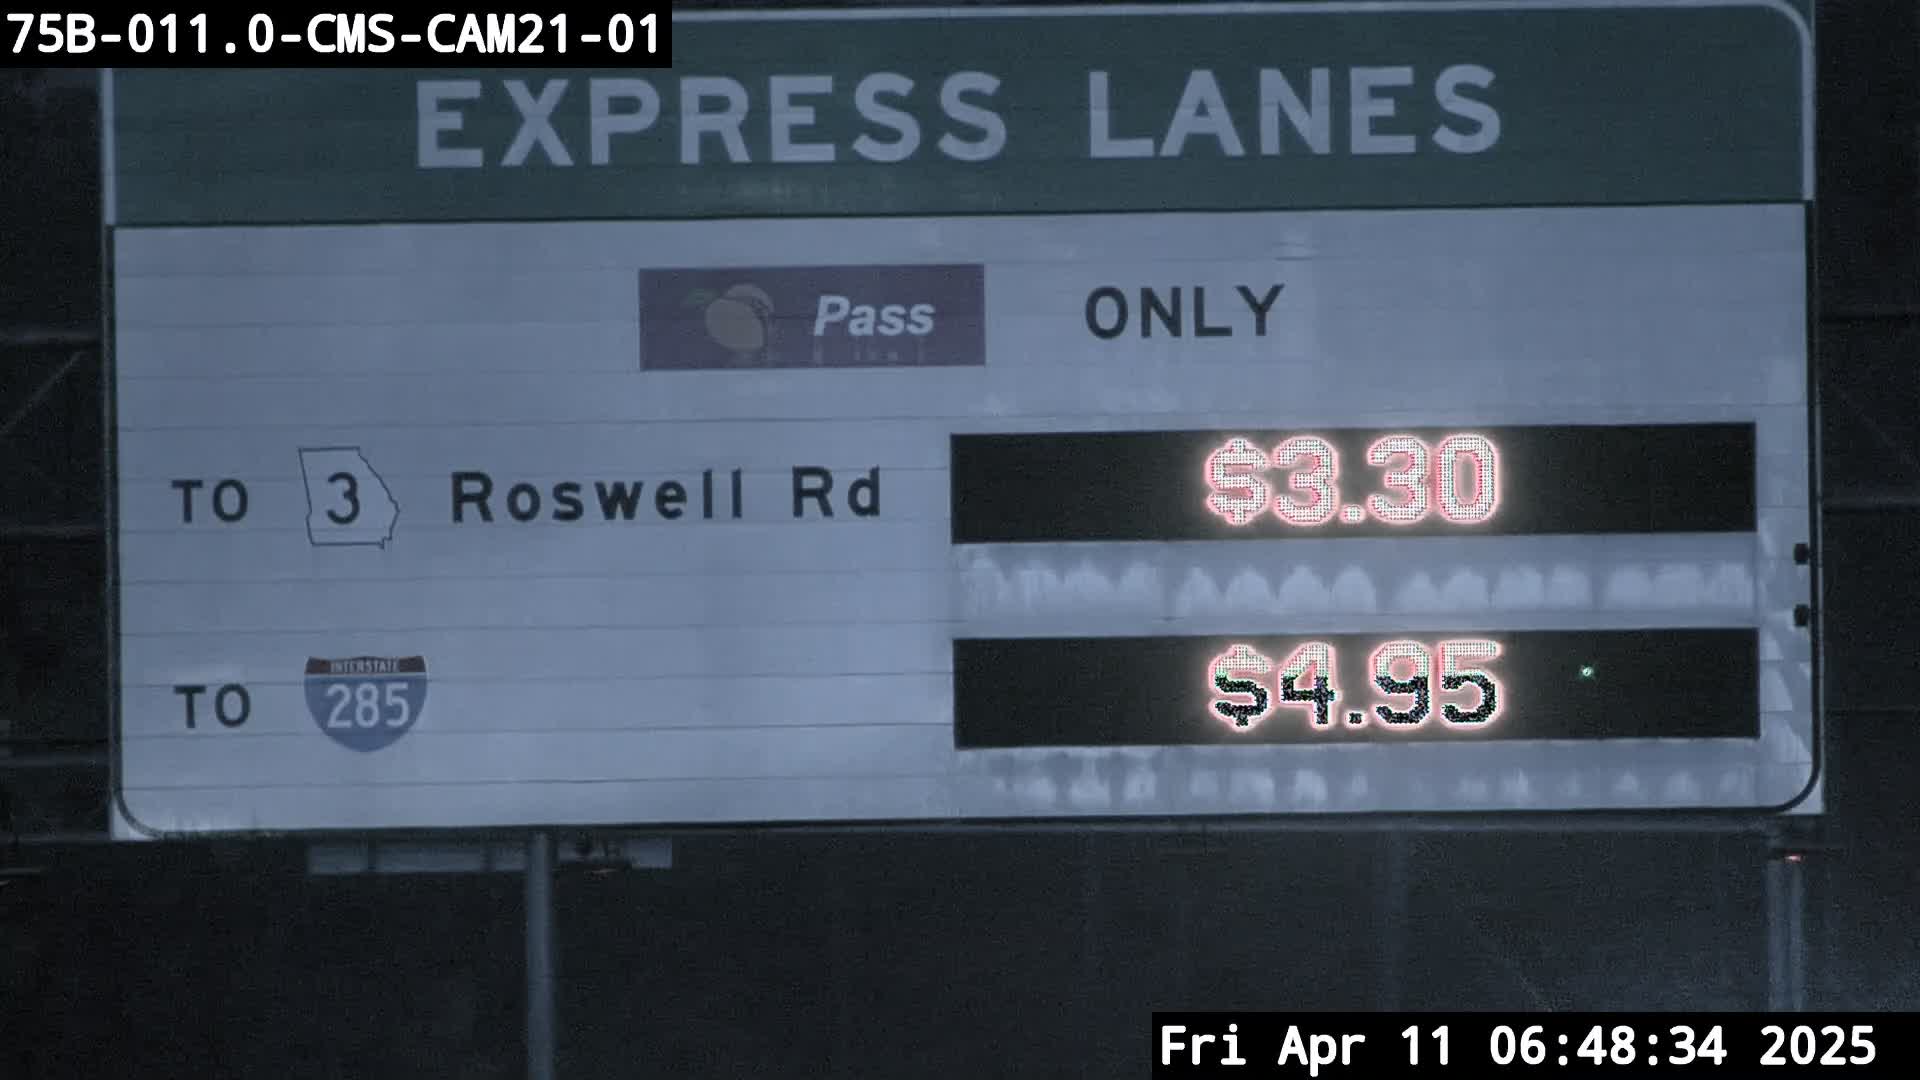 75B-011.0-CMS-CAM21-01
EXPRESS LANES
Pass ONLY
TO 3 Roswell Rd $3.30
TO INTERSTATE 285 $4.95
Fri Apr 11 06:48:34 2025